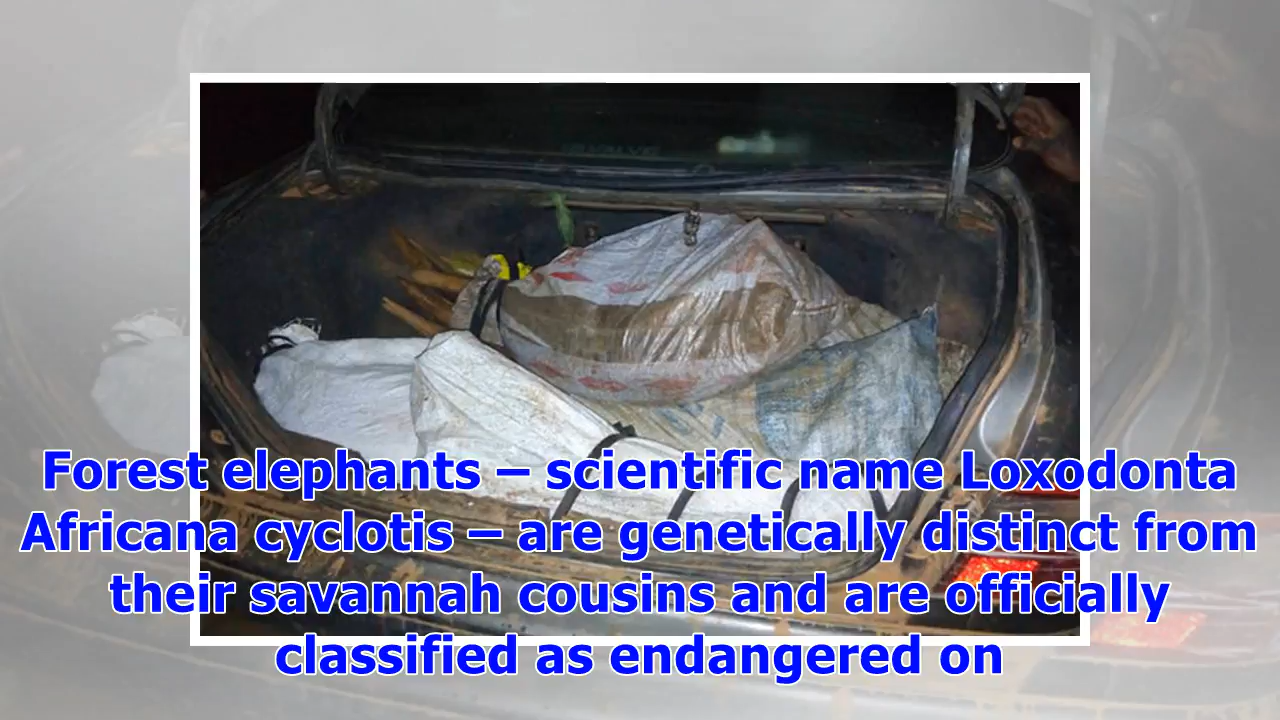 Forest elephants – scientific name Loxodonta
Africana cyclotis – are genetically distinct from
their savannah cousins and are officially
classified as endangered on